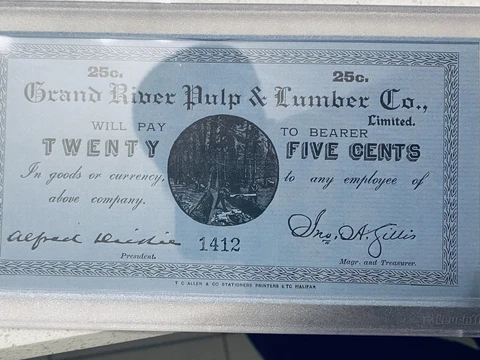 25c. 25c.
Grand River Pulp & Lumber Co.,
Limited.
WILL PAY TO BEARER
TWENTY FIVE CENTS
In goods or currency, to any employee of
above company.
Alfred Dickie 1412 Jno. A. Gillis
President. Magr. and Treasurer.
T C ALLEN & CO STATIONERS PRINTERS ETC HALIFAX